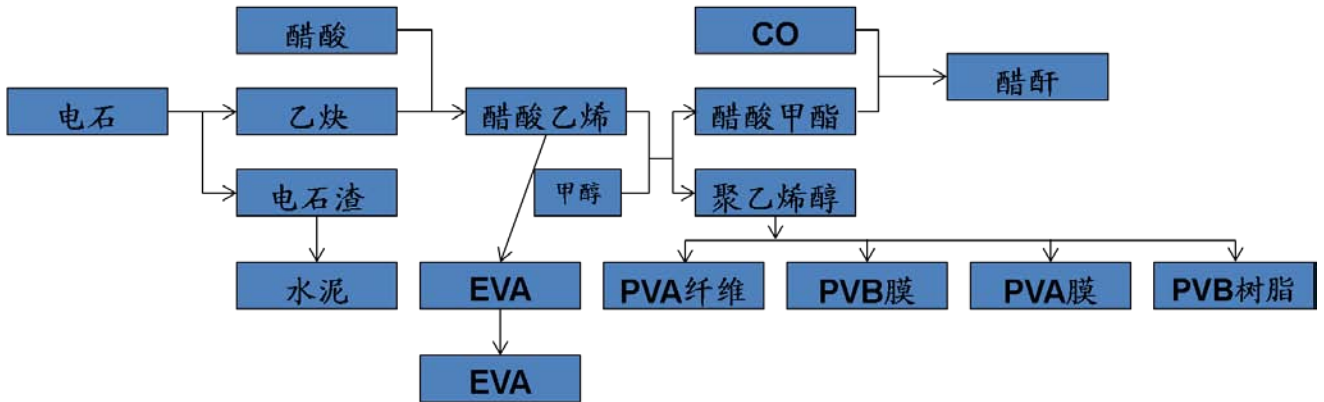 醋酸
CO
电石
乙炔
醋酸乙烯
醋酸甲酯
醋酐
电石渣
甲醇
聚乙烯醇
水泥
EVA
PVA纤维
PVB膜
PVA膜
PVB树脂
EVA